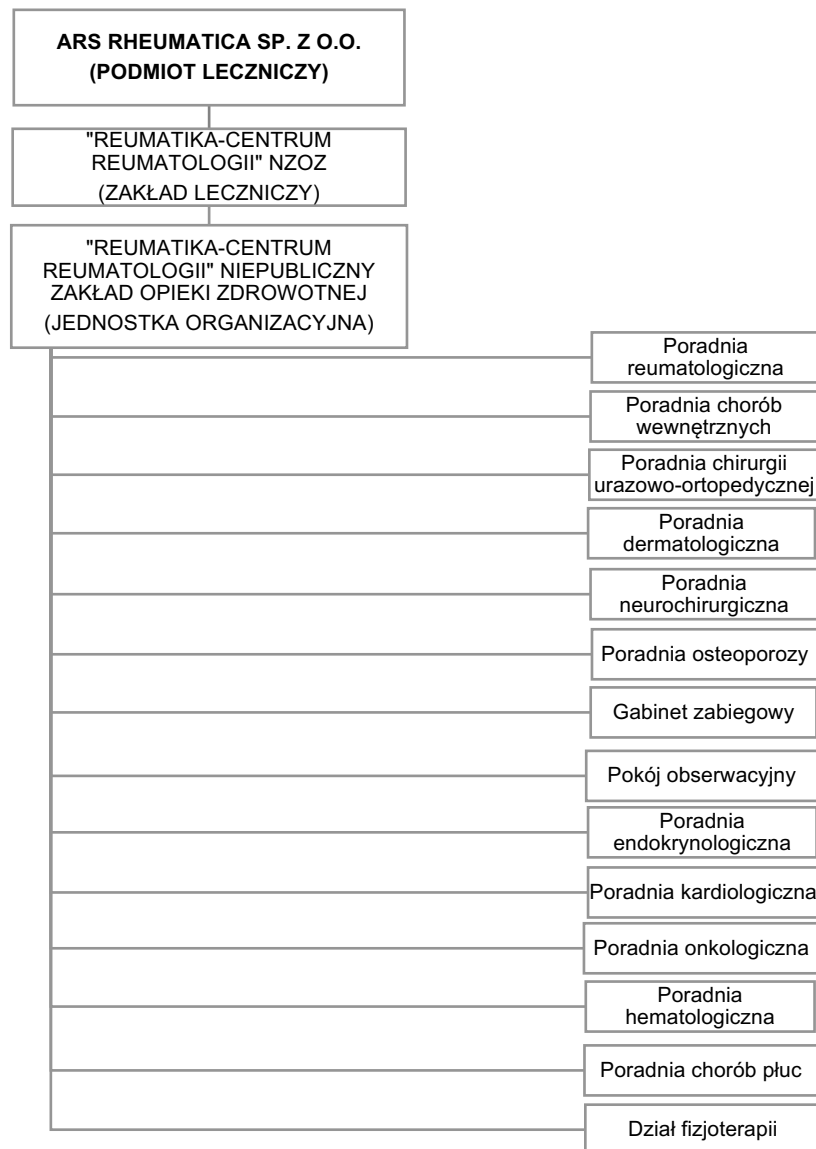 ARS RHEUMATICA SP. Z O.O.
(PODMIOT LECZNICZY)
"REUMATIKA-CENTRUM
REUMATOLOGII" NZOZ
(ZAKŁAD LECZNICZY)
"REUMATIKA-CENTRUM
REUMATOLOGII" NIEPUBLICZNY
ZAKŁAD OPIEKI ZDROWOTNEJ
(JEDNOSTKA ORGANIZACYJNA)
Poradnia
reumatologiczna
Poradnia chorób
wewnętrznych
Poradnia chirurgii
urazowo-ortopedycznej
Poradnia
dermatologiczna
Poradnia
neurochirurgiczna
Poradnia osteoporozy
Gabinet zabiegowy
Pokój obserwacyjny
Poradnia
endokrynologiczna
Poradnia kardiologiczna
Poradnia onkologiczna
Poradnia
hematologiczna
Poradnia chorób płuc
Dział fizjoterapii